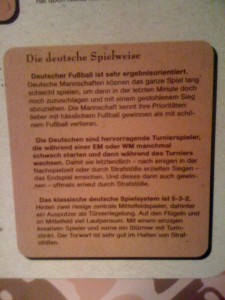 Die deutsche Spielweise
Deutscher Fußball ist sehr ergebnisorientiert.
Deutsche Mannschaften können das ganze Spiel lang
schlecht spielen, um dann in der letzten Minute doch
noch zuzuschlagen und mit einem gestohlenen Sieg
abzuziehen. Die Mannschaft kennt ihre Prioritäten:
lieber mit hässlichem Fußball gewinnen als mit schö-
nem Fußball verlieren.
Die Deutschen sind hervorragende Turnierspieler,
die während einer EM oder WM manchmal
schwach starten und dann während des Turniers
wachsen. Damit sie letztendlich - nach einigen in der
Nachspielzeit oder durch Strafstöße erzielten Siegen -
das Endspiel erreichen. Und dieses dann auch gewin-
nen - oftmals erneut durch Strafstöße.
Das klassische deutsche Spielsystem ist 5-3-2.
Hinten zwei riesige zentrale Mittelfeldspieler, dahinter
ein Ausputzer als Türverriegelung. Auf den Flügeln und
im Mittelfeld viel Laufpensum. Mit einem einzigen
kreativen Spieler und vorne ein Stürmer mit Tunnel-
blick. Der Torwart ist sehr gut im Halten von Straf-
stößen.